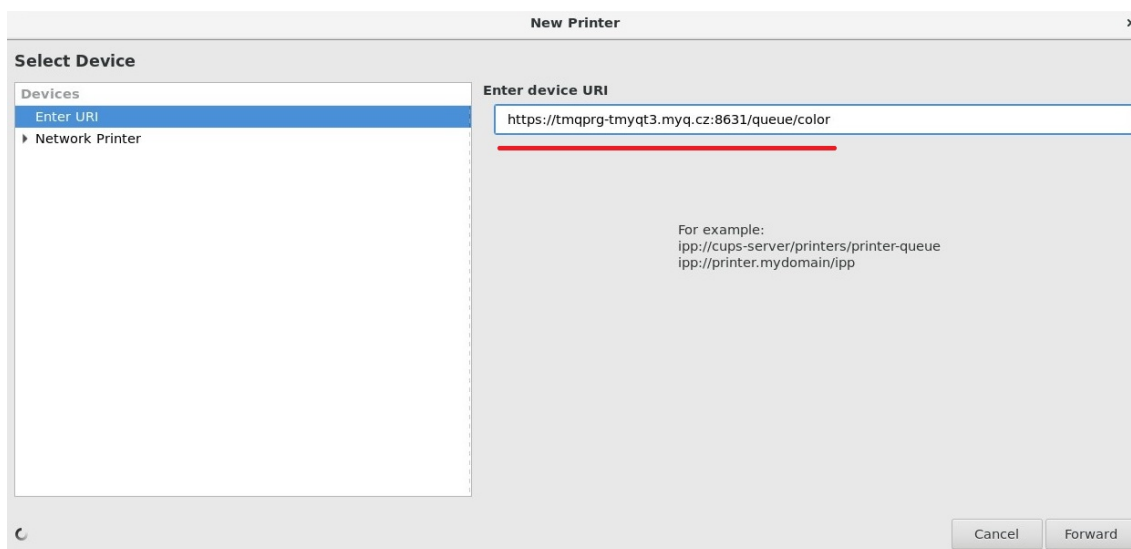 New Printer
Select Device
Devices
Enter URI
Network Printer
Enter device URI
https://tmqprg-tmyqt3.myq.cz:8631/queue/color
For example:
ipp://cups-server/printers/printer-queue
ipp://printer.mydomain/ipp
Cancel
Forward